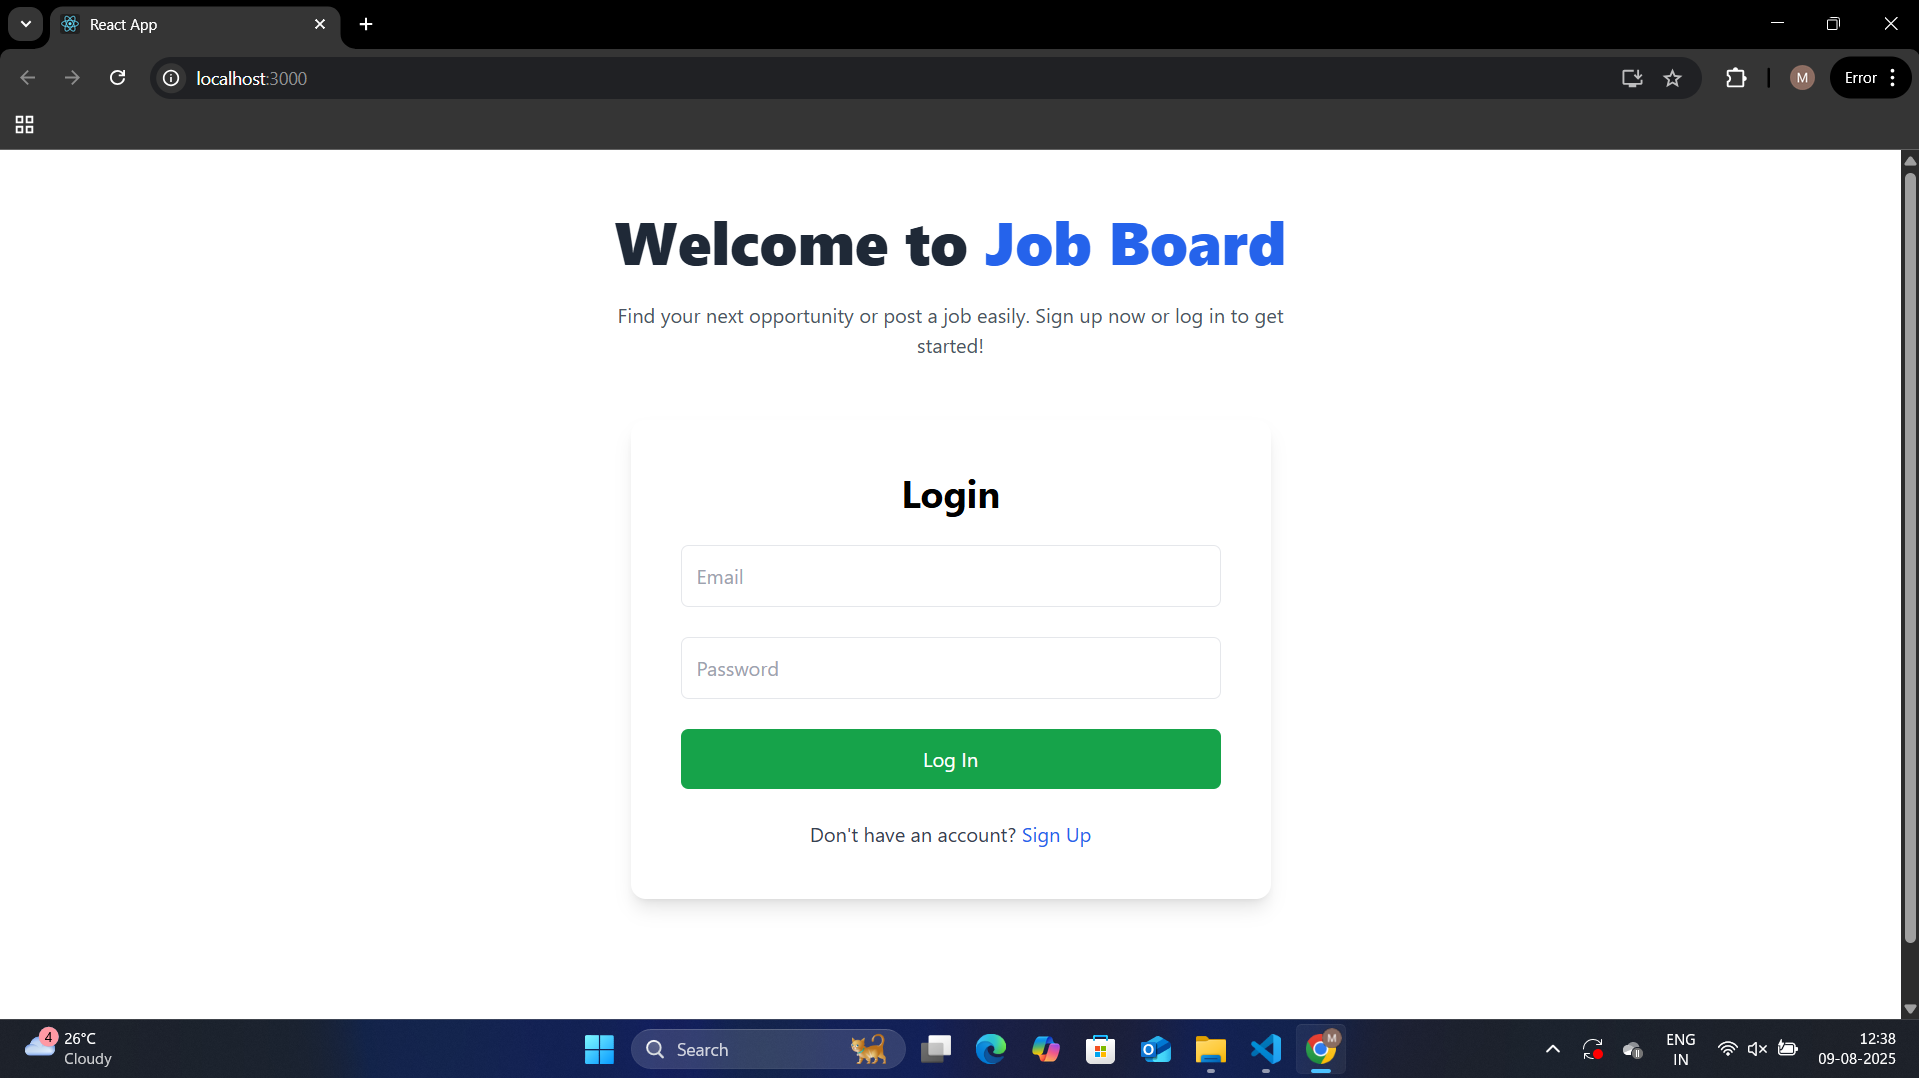 React App
localhost:3000
M
Error
Welcome to Job Board
Find your next opportunity or post a job easily. Sign up now or log in to get
started!
Login
Email
Password
Log In
Don't have an account? Sign Up
4
26°C
Cloudy
Search
M
ENG
IN
12:38
09-08-2025